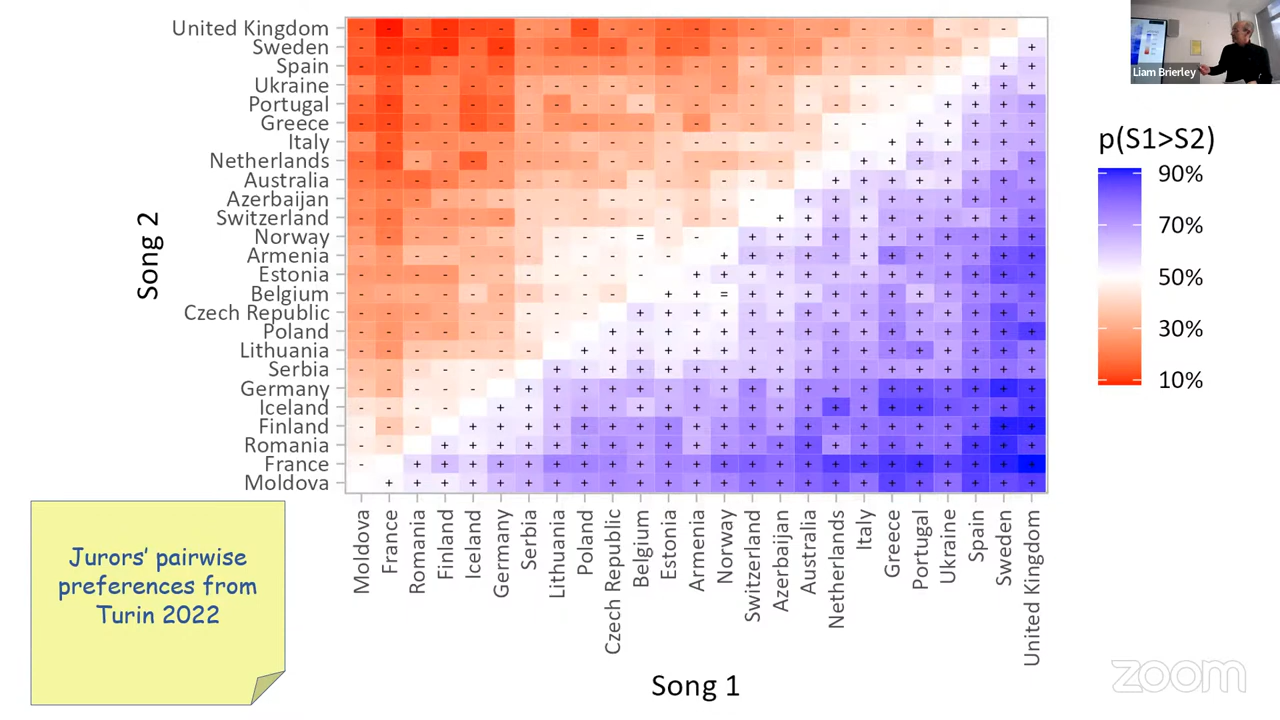 United Kingdom
Sweden
Spain
Ukraine
Portugal
Greece
Italy
Netherlands
Australia
Azerbaijan
Switzerland
Norway
Armenia
Estonia
Belgium
Czech Republic
Poland
Lithuania
Serbia
Germany
Iceland
Finland
Romania
France
Moldova
Song 2
Moldova
France
Romania
Finland
Iceland
Germany
Serbia
Lithuania
Poland
Czech Republic
Belgium
Estonia
Armenia
Norway
Switzerland
Azerbaijan
Australia
Netherlands
Italy
Greece
Portugal
Ukraine
Spain
Sweden
United Kingdom
Song 1
Liam Brierley
p(S1>S2)
90%
70%
50%
30%
10%
Jurors' pairwise
preferences from
Turin 2022
zoom